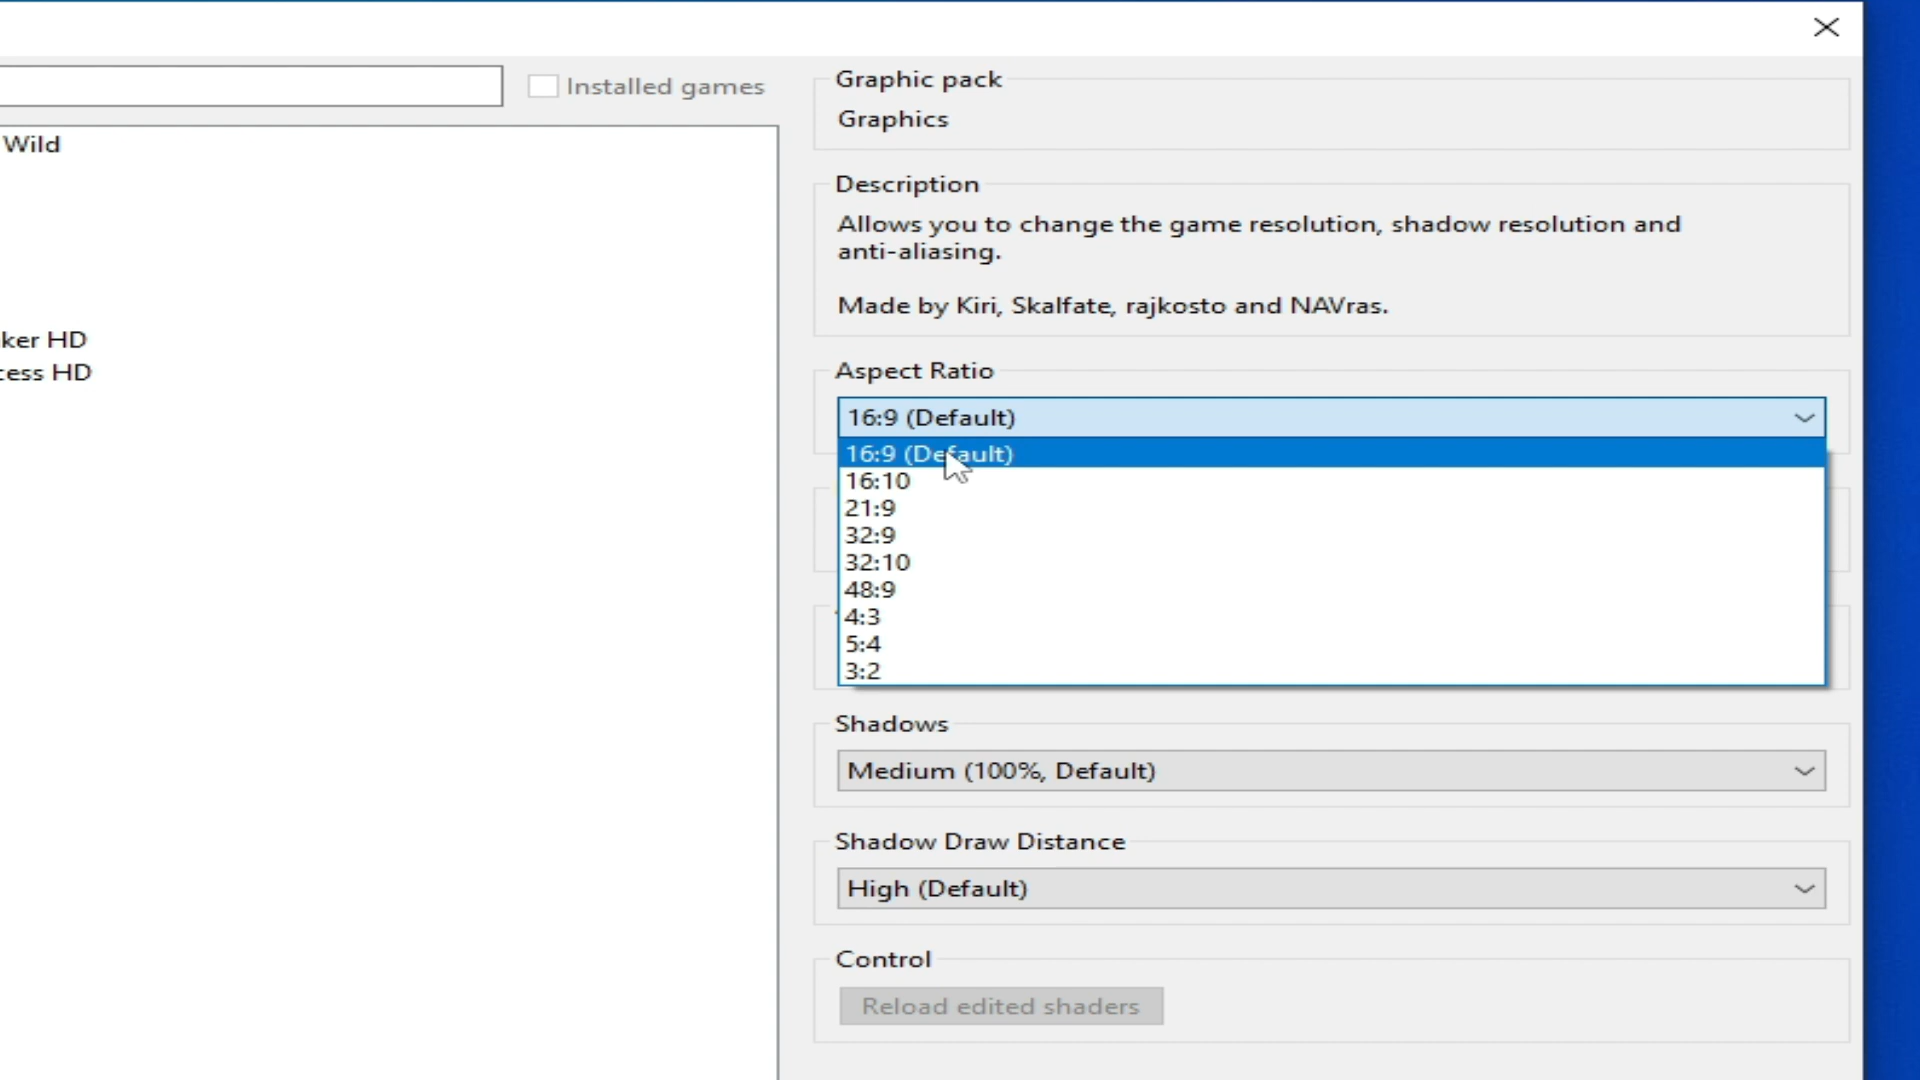 Installed games
Wild
ker HD
cess HD
Graphic pack
Graphics
Description
Allows you to change the game resolution, shadow resolution and
anti-aliasing.
Made by Kiri, Skalfate, rajkosto and NAVras.
Aspect Ratio
16:9 (Default)
16:9 (Default)
16:10
21:9
32:9
32:10
48:9
4:3
5:4
3:2
Shadows
Medium (100%, Default)
Shadow Draw Distance
High (Default)
Control
Reload edited shaders